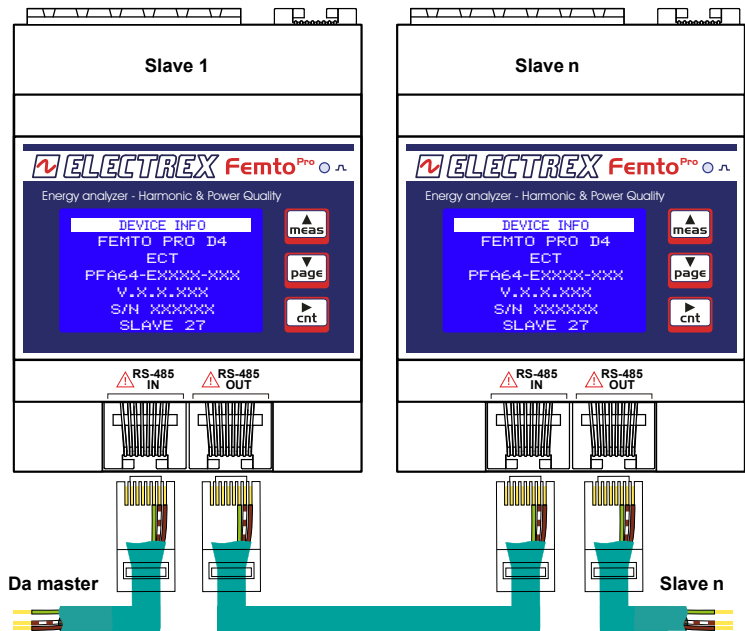 Slave 1
ELECTREX Femto Pro
Energy analyzer - Harmonic & Power Quality
DEVICE INFO
FEMTO PRO D4
ECT
PFA64-EXXXX-XXX
V.X.X.XXX
S/N XXXXXX
SLAVE 27
meas
page
cnt
RS-485
IN
RS-485
OUT
Slave n
ELECTREX Femto Pro
Energy analyzer - Harmonic & Power Quality
DEVICE INFO
FEMTO PRO D4
ECT
PFA64-EXXXX-XXX
V.X.X.XXX
S/N XXXXXX
SLAVE 27
meas
page
cnt
RS-485
IN
RS-485
OUT
Da master
Slave n